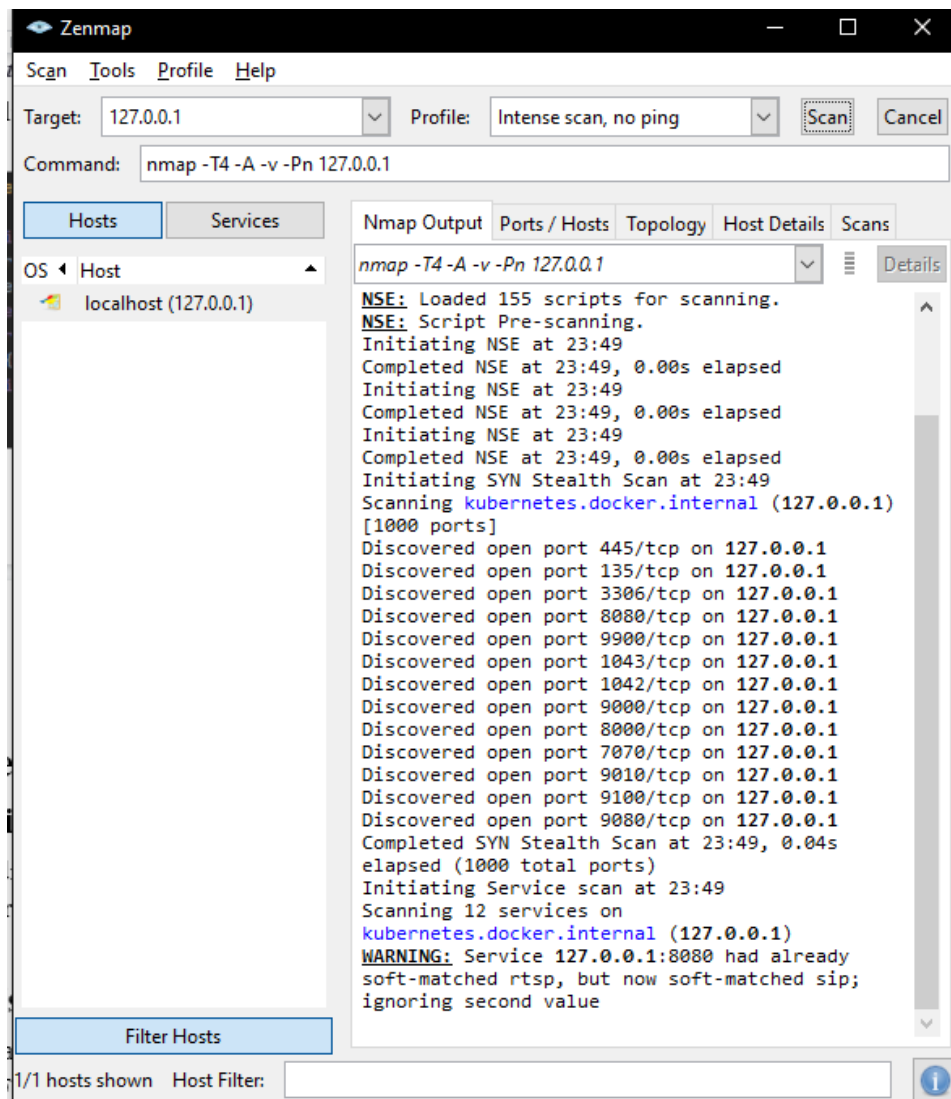 Zenmap
Scan Tools Profile Help
Target: 127.0.0.1 Profile: Intense scan, no ping Scan Cancel
Command: nmap -T4 -A -v -Pn 127.0.0.1
Hosts Services
OS Host
localhost (127.0.0.1)
Nmap Output Ports / Hosts Topology Host Details Scans
nmap -T4 -A -v -Pn 127.0.0.1 Details
NSE: Loaded 155 scripts for scanning.
NSE: Script Pre-scanning.
Initiating NSE at 23:49
Completed NSE at 23:49, 0.00s elapsed
Initiating NSE at 23:49
Completed NSE at 23:49, 0.00s elapsed
Initiating NSE at 23:49
Completed NSE at 23:49, 0.00s elapsed
Initiating SYN Stealth Scan at 23:49
Scanning kubernetes.docker.internal (127.0.0.1)
[1000 ports]
Discovered open port 445/tcp on 127.0.0.1
Discovered open port 135/tcp on 127.0.0.1
Discovered open port 3306/tcp on 127.0.0.1
Discovered open port 8080/tcp on 127.0.0.1
Discovered open port 9900/tcp on 127.0.0.1
Discovered open port 1043/tcp on 127.0.0.1
Discovered open port 1042/tcp on 127.0.0.1
Discovered open port 9000/tcp on 127.0.0.1
Discovered open port 8000/tcp on 127.0.0.1
Discovered open port 7070/tcp on 127.0.0.1
Discovered open port 9010/tcp on 127.0.0.1
Discovered open port 9100/tcp on 127.0.0.1
Discovered open port 9080/tcp on 127.0.0.1
Completed SYN Stealth Scan at 23:49, 0.04s
elapsed (1000 total ports)
Initiating Service scan at 23:49
Scanning 12 services on
kubernetes.docker.internal (127.0.0.1)
WARNING: Service 127.0.0.1:8080 had already
soft-matched rtsp, but now soft-matched sip;
ignoring second value
Filter Hosts
1/1 hosts shown Host Filter: